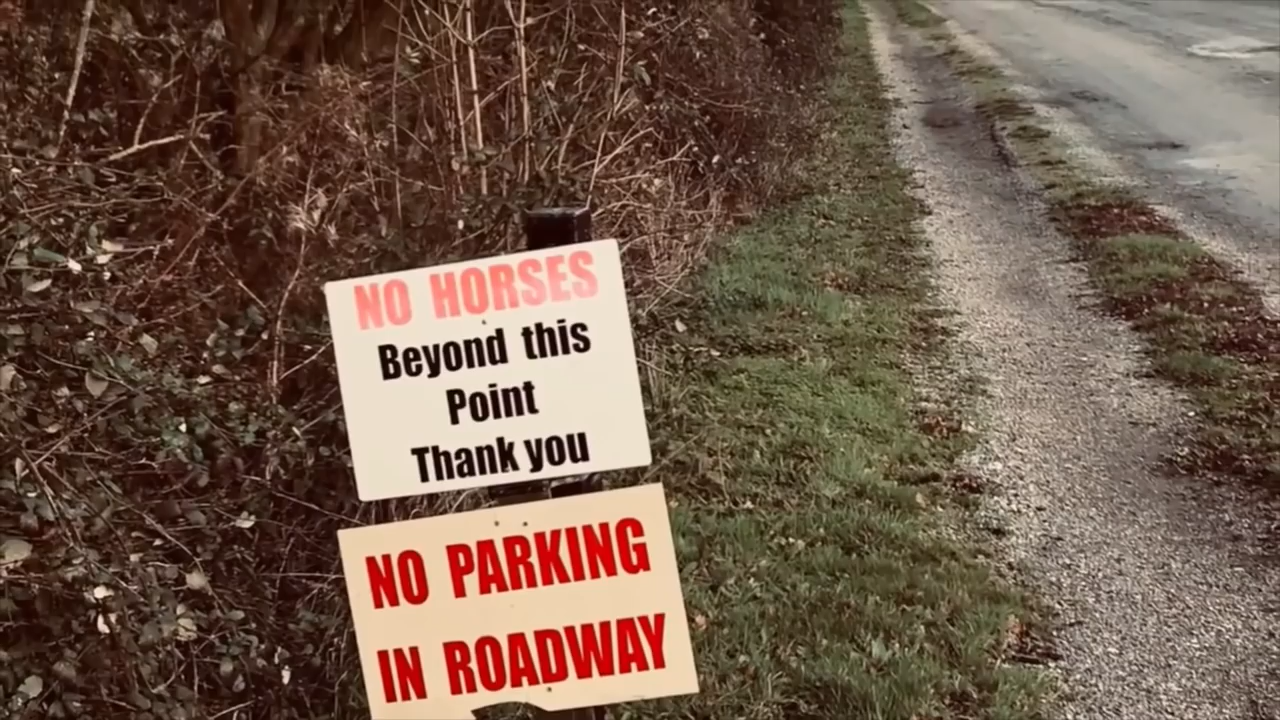 NO HORSES
Beyond this
Point
Thank you
NO PARKING
IN ROADWAY